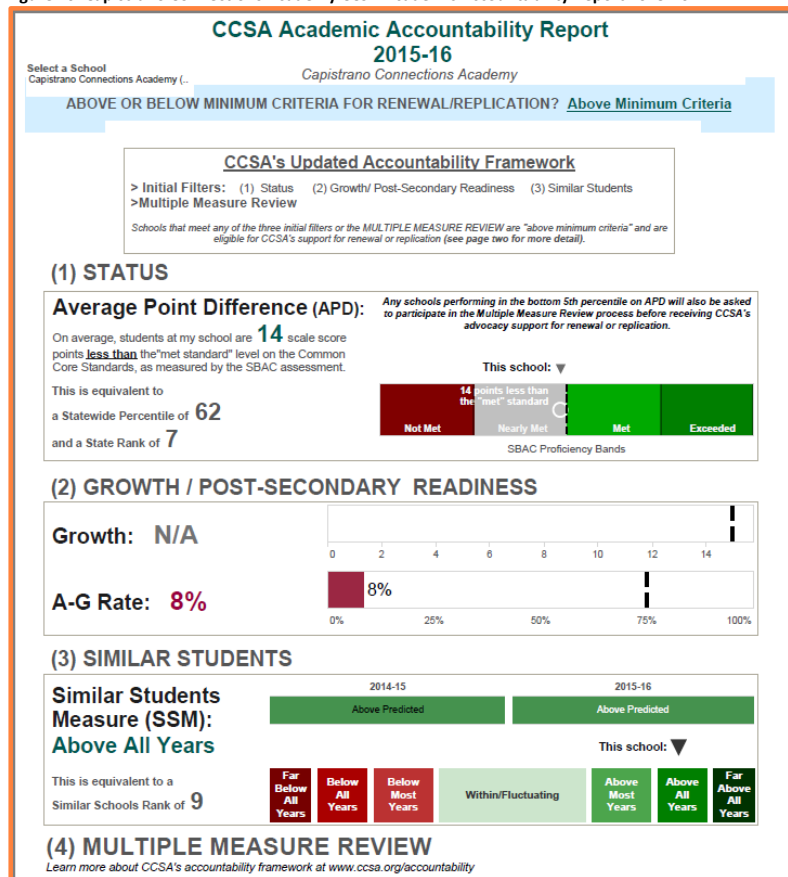 CCSA Academic Accountability Report
2015-16
Select a School
Capistrano Connections Academy (..
Capistrano Connections Academy
ABOVE OR BELOW MINIMUM CRITERIA FOR RENEWAL/REPLICATION? Above Minimum Criteria
CCSA's Updated Accountability Framework
> Initial Filters: (1) Status (2) Growth/ Post-Secondary Readiness (3) Similar Students
>Multiple Measure Review
Schools that meet any of the three initial filters or the MULTIPLE MEASURE REVIEW are "above minimum criteria" and are
eligible for CCSA's support for renewal or replication (see page two for more detail).
(1) STATUS
Average Point Difference (APD):
On average, students at my school are 14 scale score
points less than the"met standard" level on the Common
Core Standards, as measured by the SBAC assessment.
This is equivalent to
a Statewide Percentile of 62
and a State Rank of 7
Any schools performing in the bottom 5th percentile on APD will also be asked
to participate in the Multiple Measure Review process before receiving CCSA's
advocacy support for renewal or replication.
This school:
14 points less than
the "met" standard
Not Met Nearly Met Met Exceeded
SBAC Proficiency Bands
(2) GROWTH / POST-SECONDARY READINESS
Growth: N/A
0 2 4 6 8 10 12 14
A-G Rate: 8%
8%
0% 25% 50% 75% 100%
(3) SIMILAR STUDENTS
Similar Students
Measure (SSM):
Above All Years
This is equivalent to a
Similar Schools Rank of 9
2014-15 2015-16
Above Predicted Above Predicted
This school:
Far
Below
All
Years
Below
All
Years
Below
Most
Years
Within/Fluctuating
Above
Most
Years
Above
All
Years
Far
Above
All
Years
(4) MULTIPLE MEASURE REVIEW
Learn more about CCSA's accountability framework at www.ccsa.org/accountability